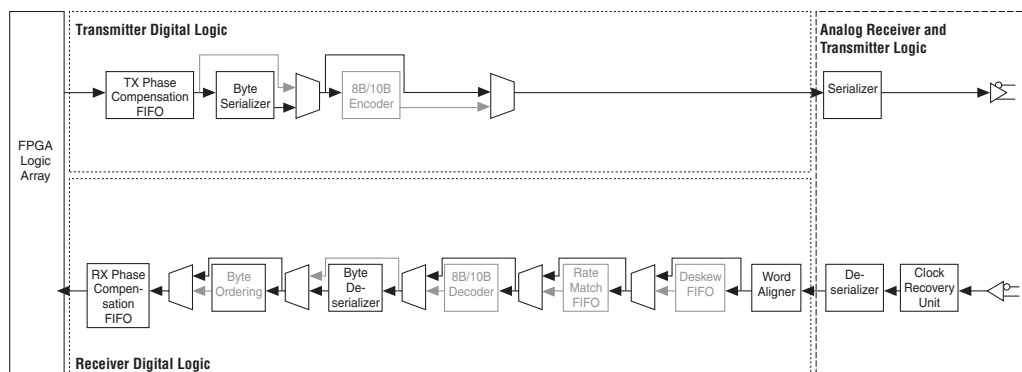 Transmitter Digital Logic
Analog Receiver and
Transmitter Logic
TX Phase
Compensation
FIFO
Byte
Serializer
8B/10B
Encoder
Serializer
FPGA
Logic
Array
RX Phase
Compen-
sation
FIFO
Byte
Ordering
Byte
De-
serializer
8B/10B
Decoder
Rate
Match
FIFO
Deskew
FIFO
Word
Aligner
De-
serializer
Clock
Recovery
Unit
Receiver Digital Logic